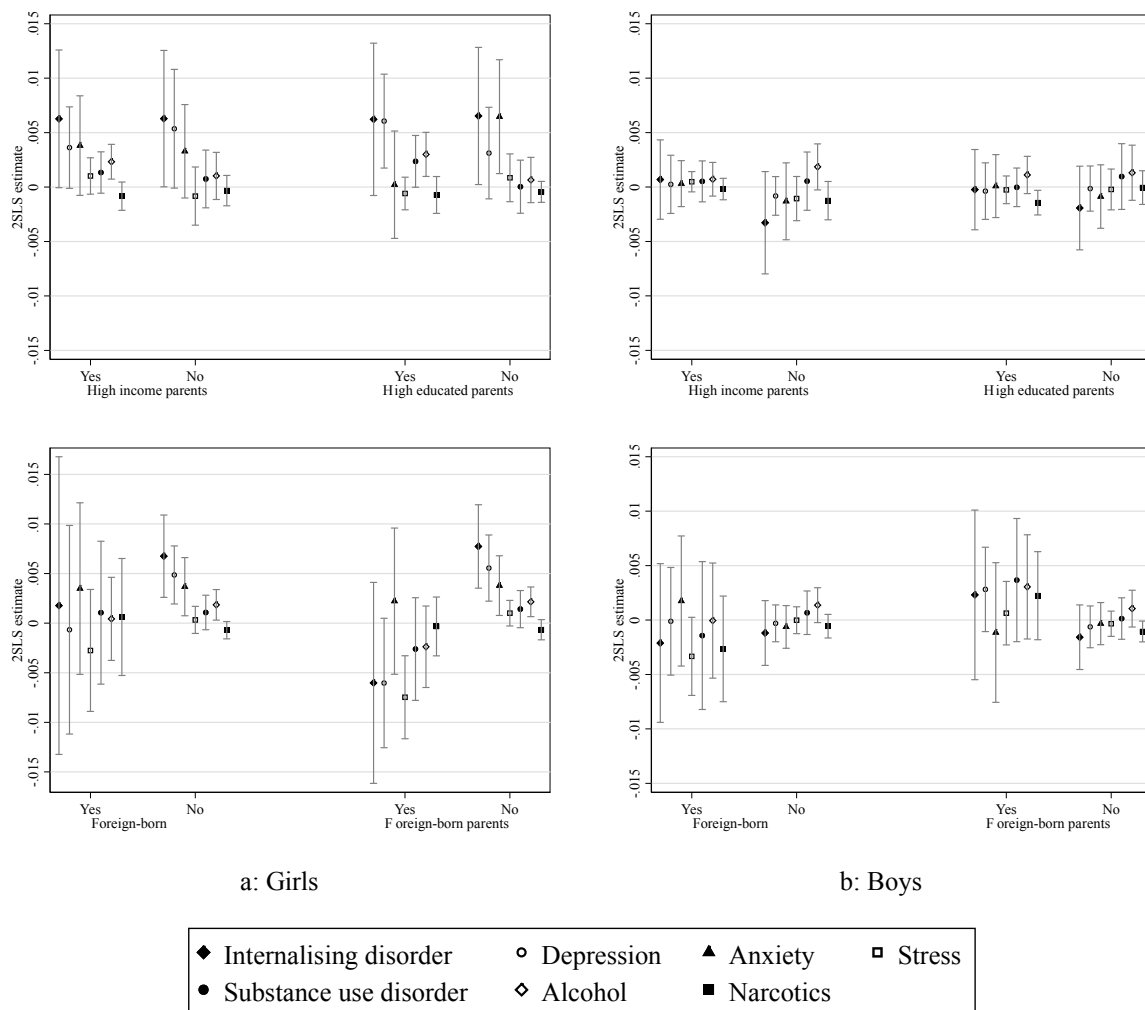 2SLS estimate
-.015 -.01 -.005 0 .005 .01 .015
Yes No Yes No
High income parents High educated parents
2SLS estimate
-.015 -.01 -.005 0 .005 .01 .015
Yes No Yes No
High income parents High educated parents
2SLS estimate
-.015 -.01 -.005 0 .005 .01 .015
Yes No Yes No
Foreign-born F oreign-born parents
2SLS estimate
-.015 -.01 -.005 0 .005 .01 .015
Yes No Yes No
Foreign-born F oreign-born parents
a: Girls b: Boys
Internalising disorder Depression Anxiety Stress
Substance use disorder Alcohol Narcotics